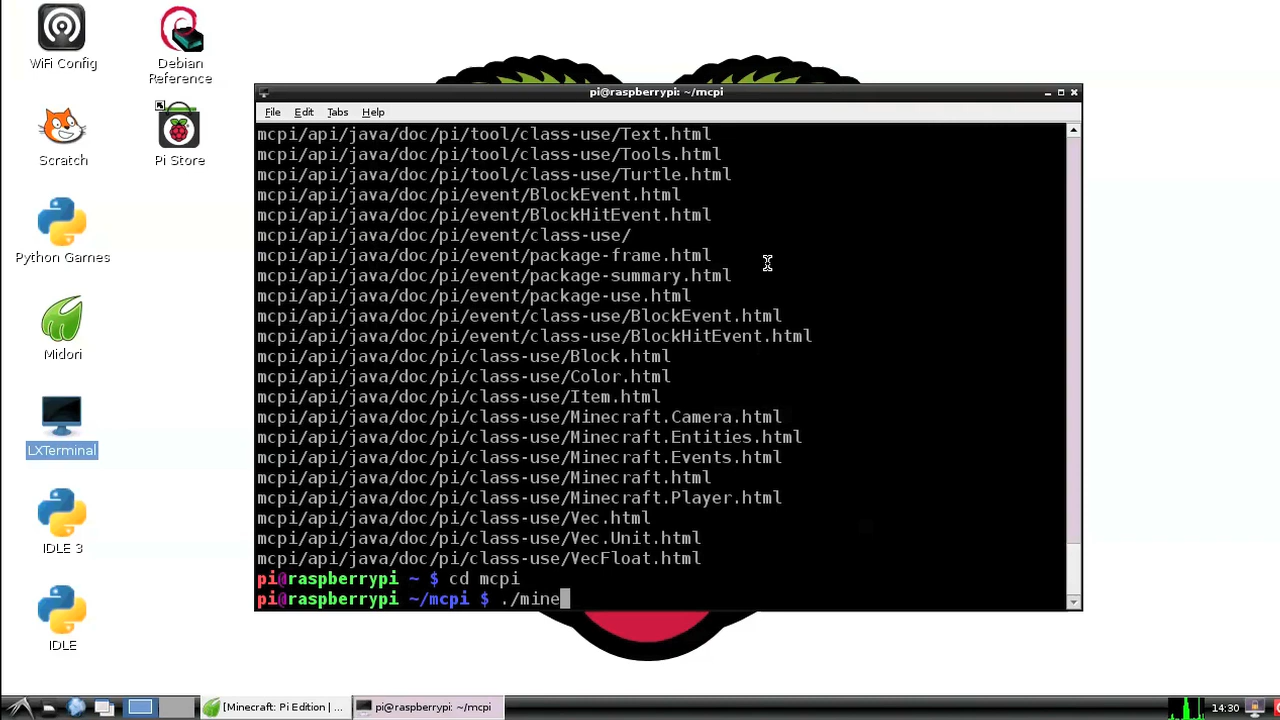 WiFi Config
Debian
Reference
Scratch
Pi Store
Python Games
Midori
LXTerminal
IDLE 3
IDLE
pi@raspberrypi: ~/mcpi
File Edit Tabs Help
mcpi/api/java/doc/pi/tool/class-use/Text.html
mcpi/api/java/doc/pi/tool/class-use/Tools.html
mcpi/api/java/doc/pi/tool/class-use/Turtle.html
mcpi/api/java/doc/pi/event/BlockEvent.html
mcpi/api/java/doc/pi/event/BlockHitEvent.html
mcpi/api/java/doc/pi/event/class-use/
mcpi/api/java/doc/pi/event/package-frame.html
mcpi/api/java/doc/pi/event/package-summary.html
mcpi/api/java/doc/pi/event/package-use.html
mcpi/api/java/doc/pi/event/class-use/BlockEvent.html
mcpi/api/java/doc/pi/event/class-use/BlockHitEvent.html
mcpi/api/java/doc/pi/class-use/Block.html
mcpi/api/java/doc/pi/class-use/Color.html
mcpi/api/java/doc/pi/class-use/Item.html
mcpi/api/java/doc/pi/class-use/Minecraft.Camera.html
mcpi/api/java/doc/pi/class-use/Minecraft.Entities.html
mcpi/api/java/doc/pi/class-use/Minecraft.Events.html
mcpi/api/java/doc/pi/class-use/Minecraft.html
mcpi/api/java/doc/pi/class-use/Minecraft.Player.html
mcpi/api/java/doc/pi/class-use/Vec.html
mcpi/api/java/doc/pi/class-use/Vec.Unit.html
mcpi/api/java/doc/pi/class-use/VecFloat.html
pi@raspberrypi ~ $ cd mcpi
pi@raspberrypi ~/mcpi $ ./mine
[Minecraft: Pi Edition | ...
pi@raspberrypi: ~/mcpi
14:30